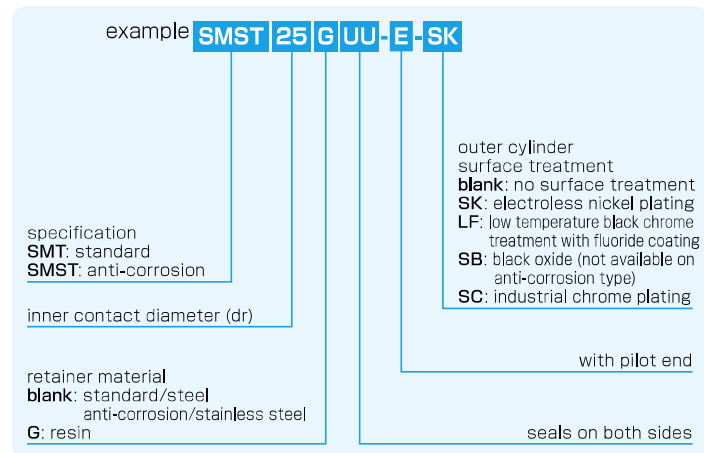 example SMST 25 G UU - E - SK
outer cylinder
surface treatment
blank: no surface treatment
SK: electroless nickel plating
LF: low temperature black chrome
treatment with fluoride coating
SB: black oxide (not available on
anti-corrosion type)
SC: industrial chrome plating
specification
SMT: standard
SMST: anti-corrosion
inner contact diameter (dr)
with pilot end
retainer material
blank: standard/steel
anti-corrosion/stainless steel
G: resin
seals on both sides